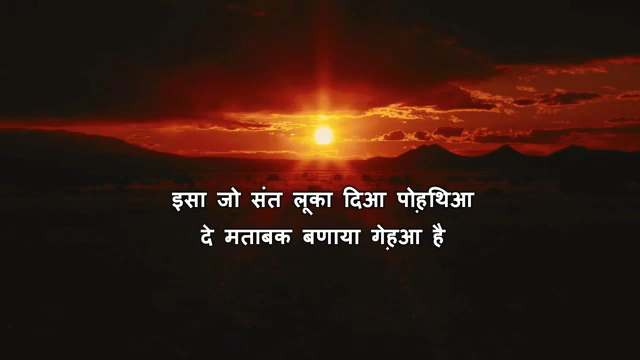 इसा जो संत लूका दिआ पोह़थिआ
दे मताबक बणाया गेह़आ है